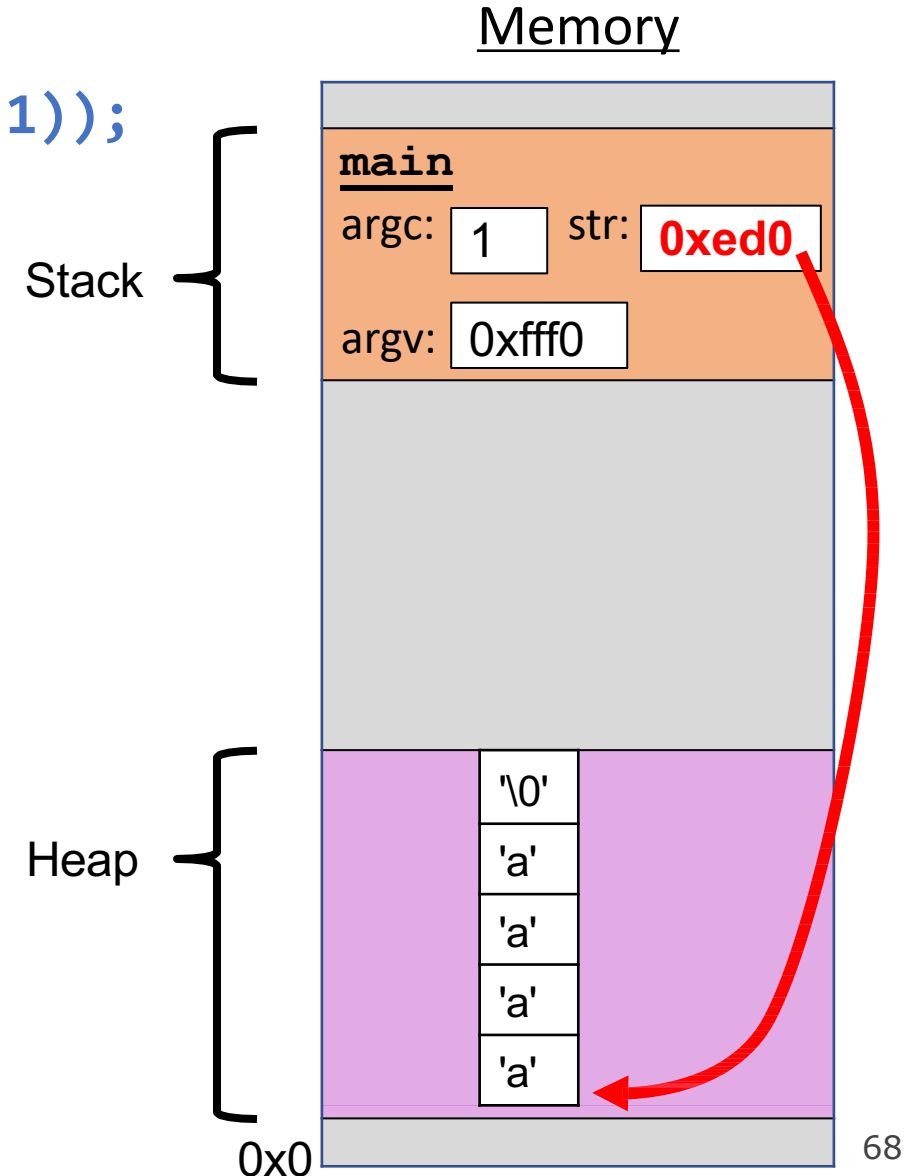 Memory
1));
main
argc: 1 str: 0xed0
Stack
argv: 0xfff0
'\0'
'a'
Heap
'a'
'a'
'a'
0x0
68